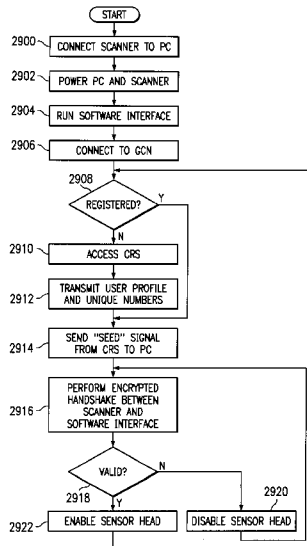 START
2900
CONNECT SCANNER TO PC
2902
POWER PC AND SCANNER
2904
RUN SOFTWARE INTERFACE
2906
CONNECT TO GCN
2908
REGISTERED?
Y
N
2910
ACCESS CRS
2912
TRANSMIT USER PROFILE
AND UNIQUE NUMBERS
2914
SEND "SEED" SIGNAL
FROM CRS TO PC
2916
PERFORM ENCRYPTED
HANDSHAKE BETWEEN
SCANNER AND
SOFTWARE INTERFACE
VALID?
N
2918
Y
2920
2922
ENABLE SENSOR HEAD
DISABLE SENSOR HEAD